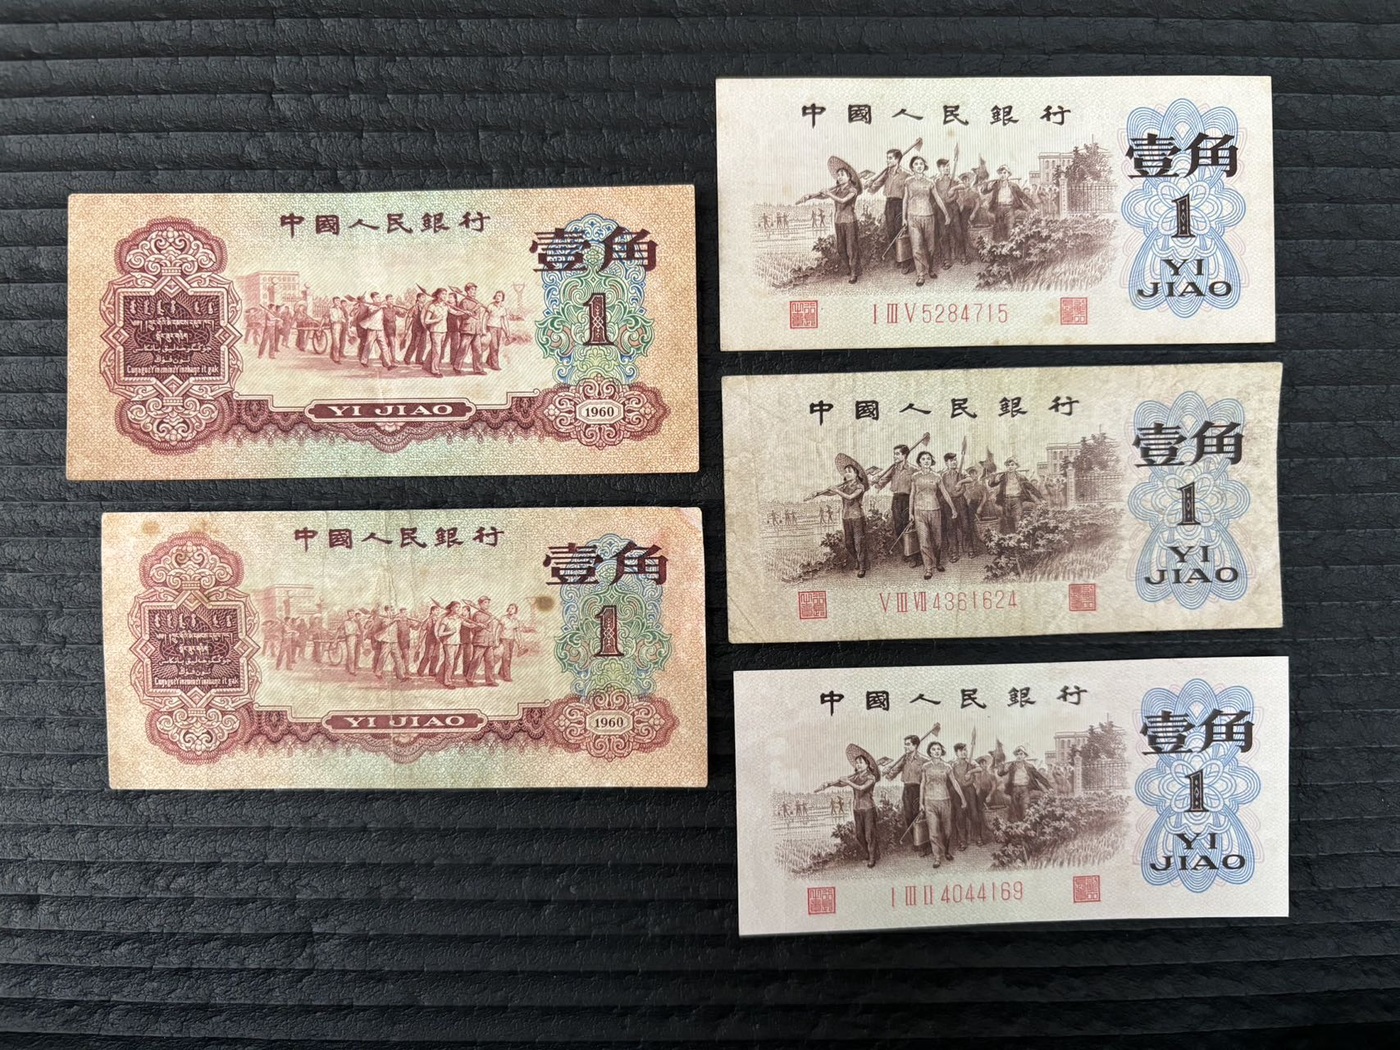 中國人民銀行
壹角
1
YI JIAO
1960
中國人民銀行
壹角
1
YI JIAO
1960
中國人民銀行
壹角
1
YI
JIAO
I III V 5284715
中國人民銀行
壹角
1
YI
JIAO
V III VII 4361624
中國人民銀行
壹角
1
YI
JIAO
I III II 4044169